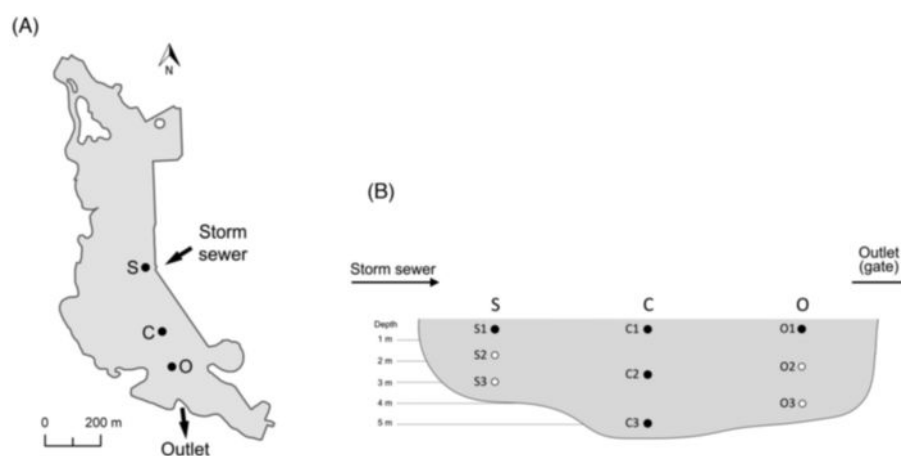 (A)
N
Storm
sewer
S
C
O
0 200 m
Outlet
(B)
Outlet
(gate)
Storm sewer
S C O
Depth
S1 C1 O1
1 m
S2 O2
2 m
C2
S3
3 m
O3
4 m
C3
5 m